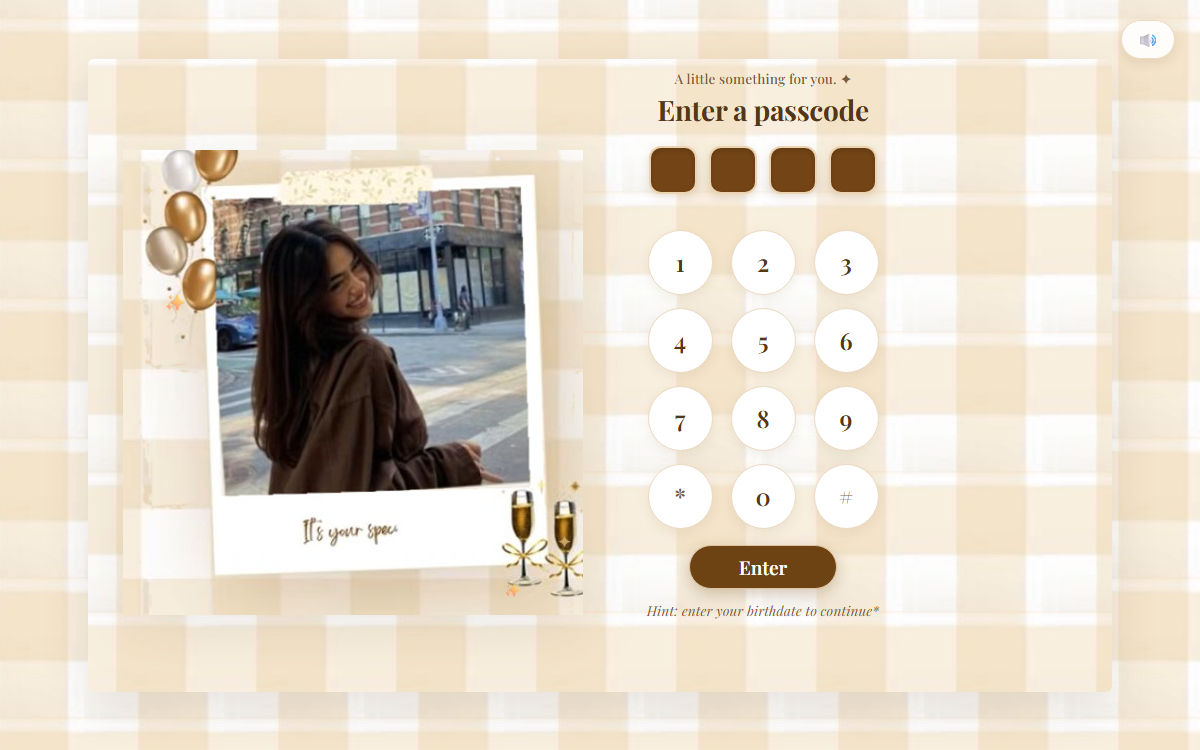 A little something for you. ✦
Enter a passcode
1 2 3
4 5 6
7 8 9
* 0 #
Enter
Hint: enter your birthdate to continue*
It's your